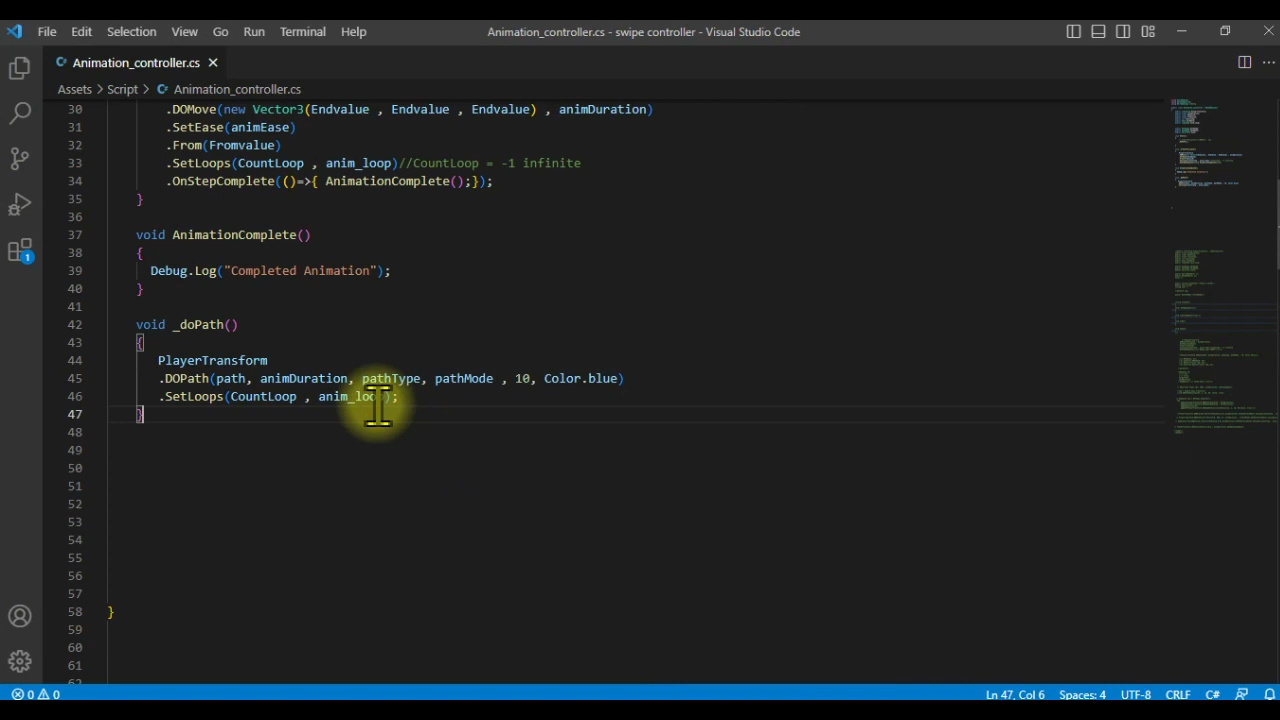 File Edit Selection View Go Run Terminal Help
Animation_controller.cs - swipe controller - Visual Studio Code
Animation_controller.cs
Assets > Script > Animation_controller.cs
30 .DOMove(new Vector3(Endvalue , Endvalue , Endvalue) , animDuration)
31 .SetEase(animEase)
32 .From(Fromvalue)
33 .SetLoops(CountLoop , anim_loop)//CountLoop = -1 infinite
34 .OnStepComplete(()=>{ AnimationComplete();});
35 }
36
37 void AnimationComplete()
38 {
39 Debug.Log("Completed Animation");
40 }
41
42 void _doPath()
43 {
44 PlayerTransform
45 .DOPath(path, animDuration, pathType, pathMode , 10, Color.blue)
46 .SetLoops(CountLoop , anim_loop);
47 }
48
49
50
51
52
53
54
55
56
57
58 }
59
60
61
62
1
0 0
Ln 47, Col 6 Spaces: 4 UTF-8 CRLF C#